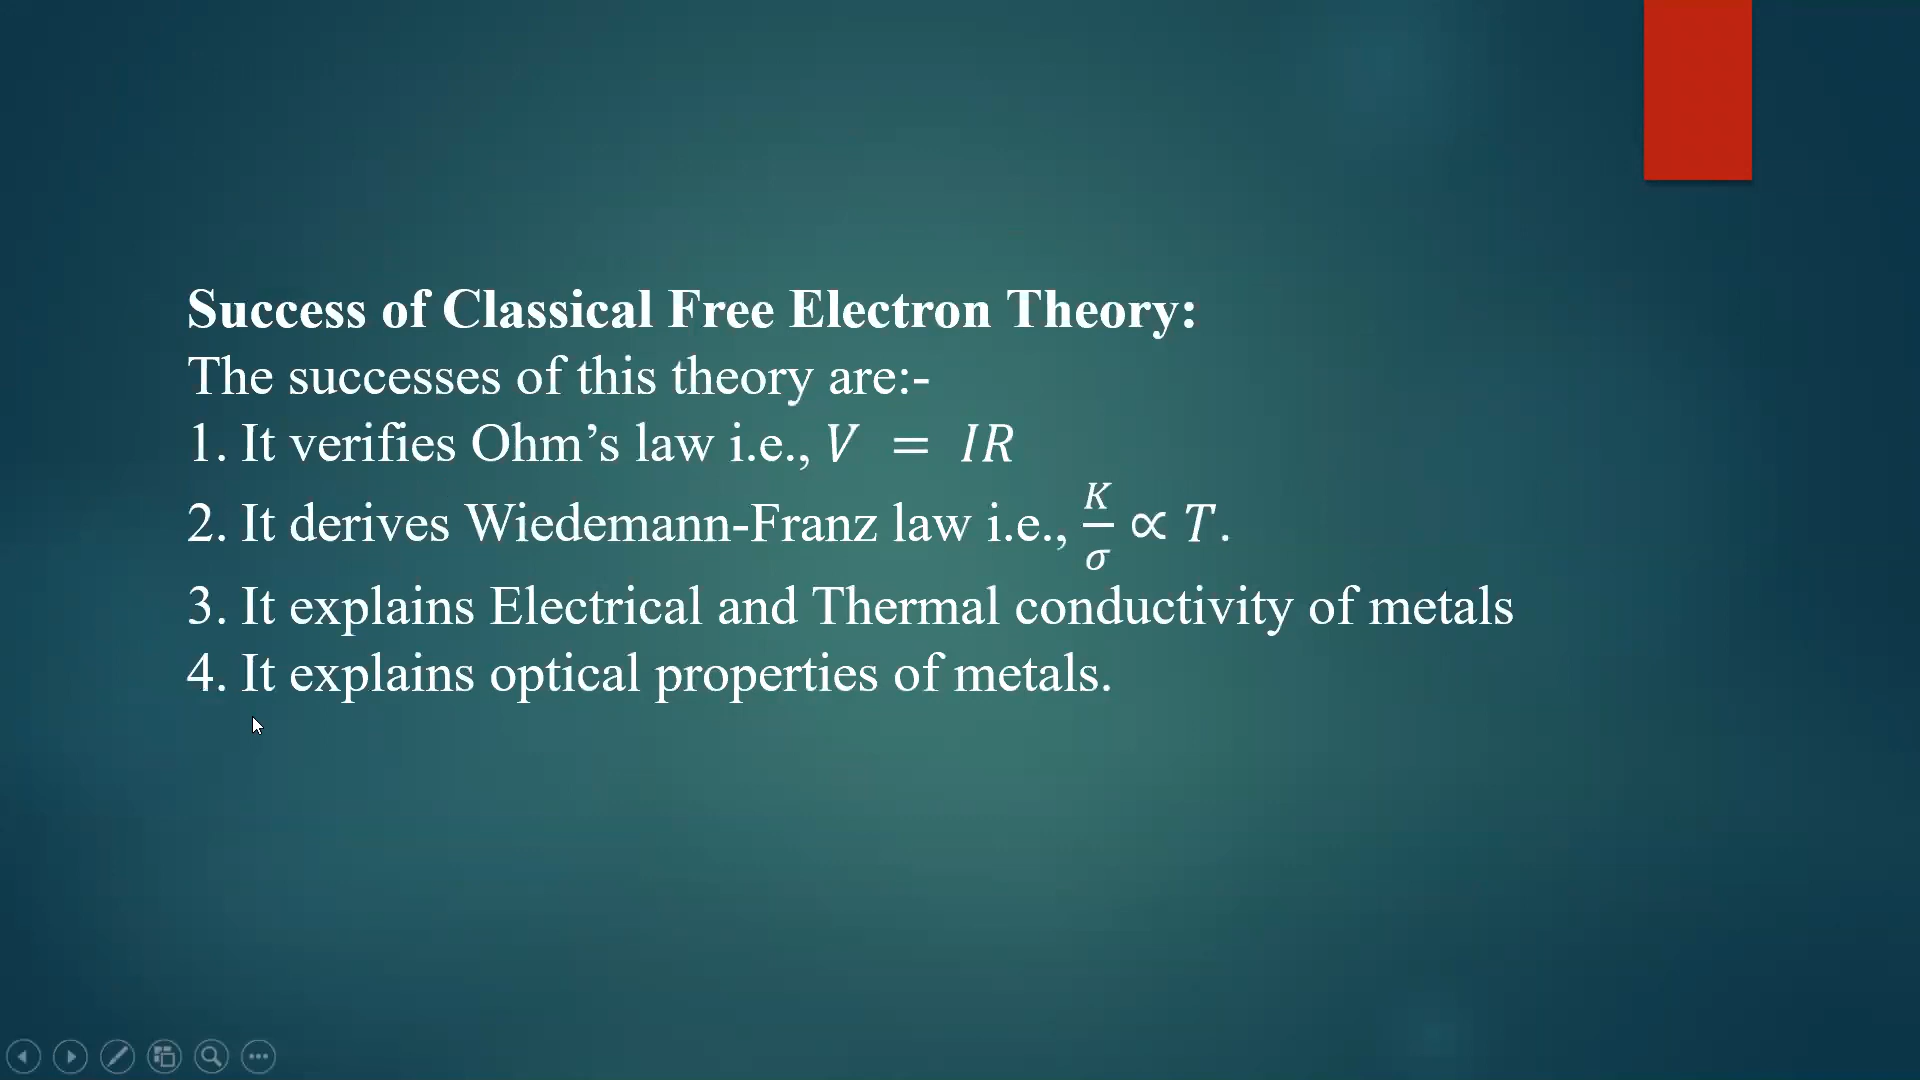 Success of Classical Free Electron Theory:
The successes of this theory are:-
1. It verifies Ohm’s law i.e., V = IR
2. It derives Wiedemann-Franz law i.e., K/σ ∝ T.
3. It explains Electrical and Thermal conductivity of metals
4. It explains optical properties of metals.